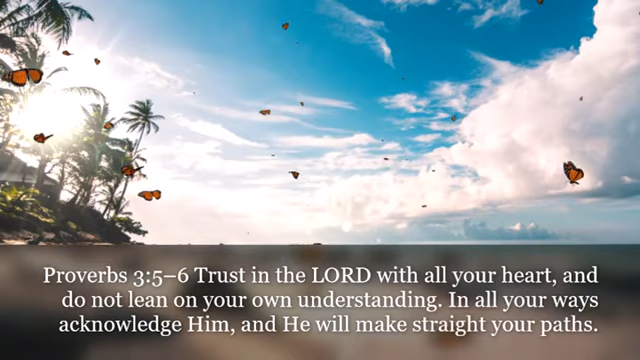 Proverbs 3:5–6 Trust in the LORD with all your heart, and
do not lean on your own understanding. In all your ways
acknowledge Him, and He will make straight your paths.